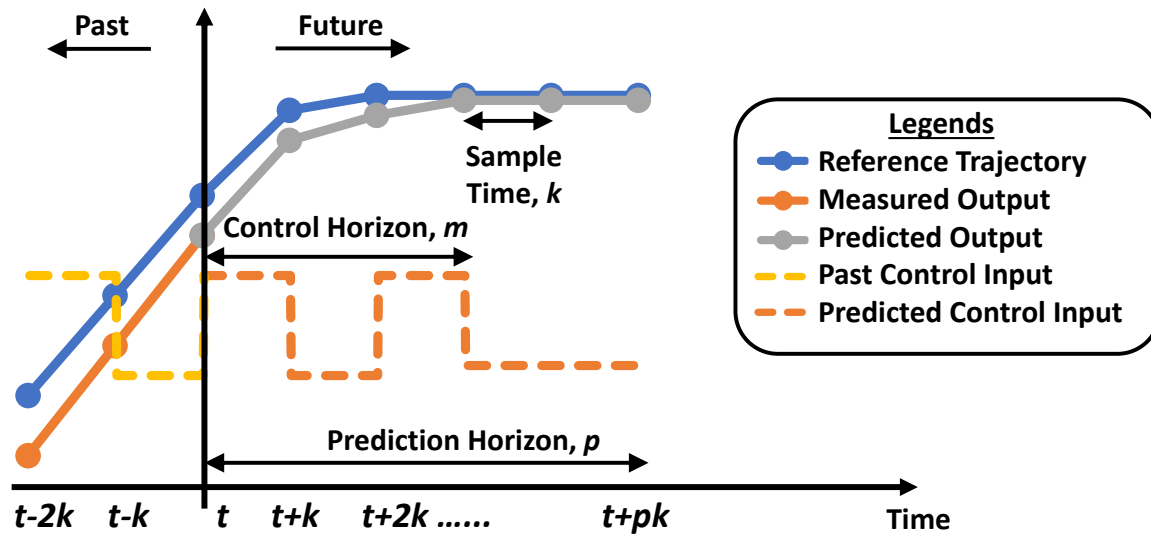 Past
Future
Sample
Time, k
Control Horizon, m
Prediction Horizon, p
t-2k
t-k
t
t+k
t+2k ......
t+pk
Time
Legends
Reference Trajectory
Measured Output
Predicted Output
Past Control Input
Predicted Control Input